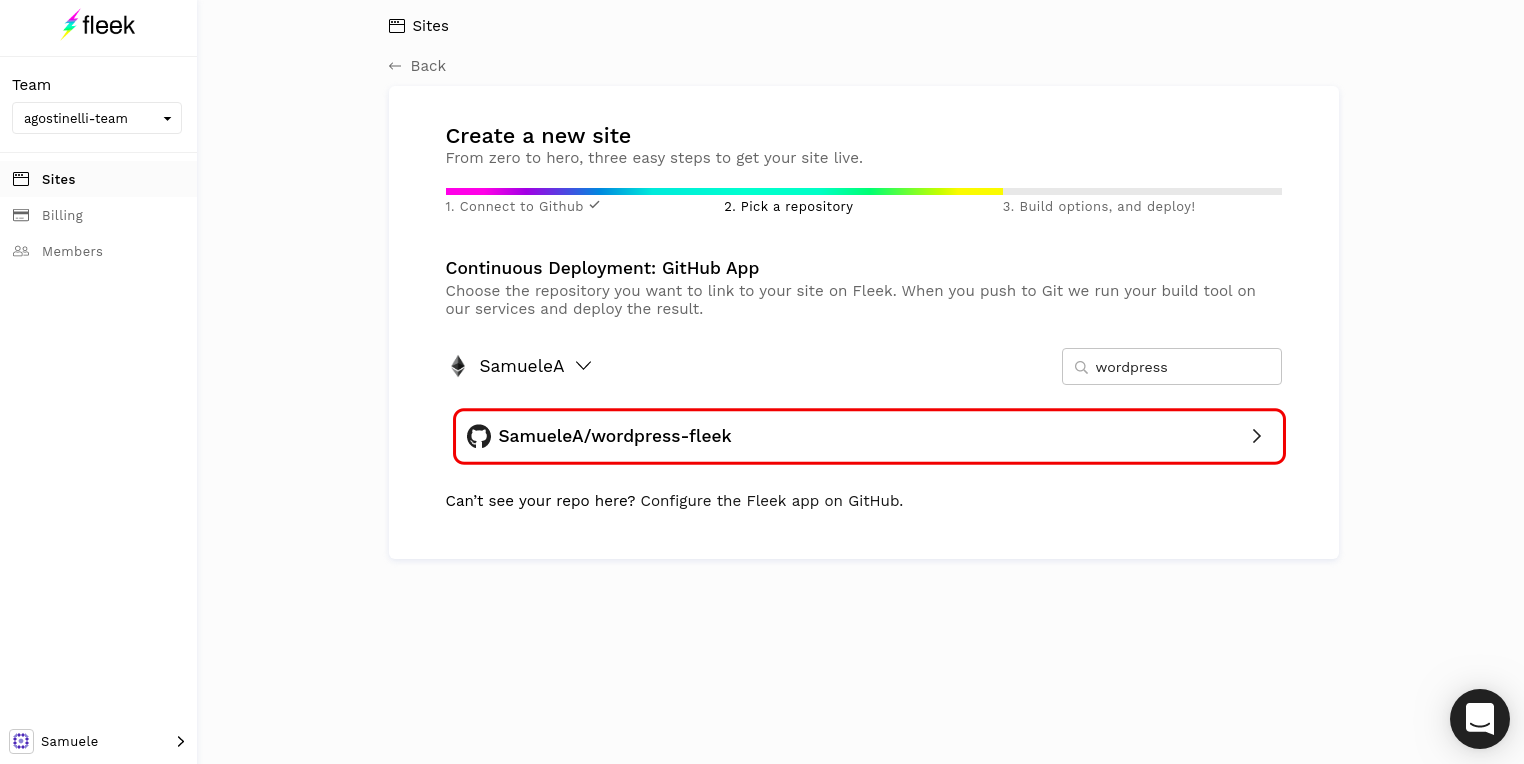 fleek
Team
agostinelli-team
Sites
Billing
Members
Samuele
Sites
Back
Create a new site
From zero to hero, three easy steps to get your site live.
1. Connect to Github
2. Pick a repository
3. Build options, and deploy!
Continuous Deployment: GitHub App
Choose the repository you want to link to your site on Fleek. When you push to Git we run your build tool on
our services and deploy the result.
SamueleA
wordpress
SamueleA/wordpress-fleek
Can’t see your repo here? Configure the Fleek app on GitHub.